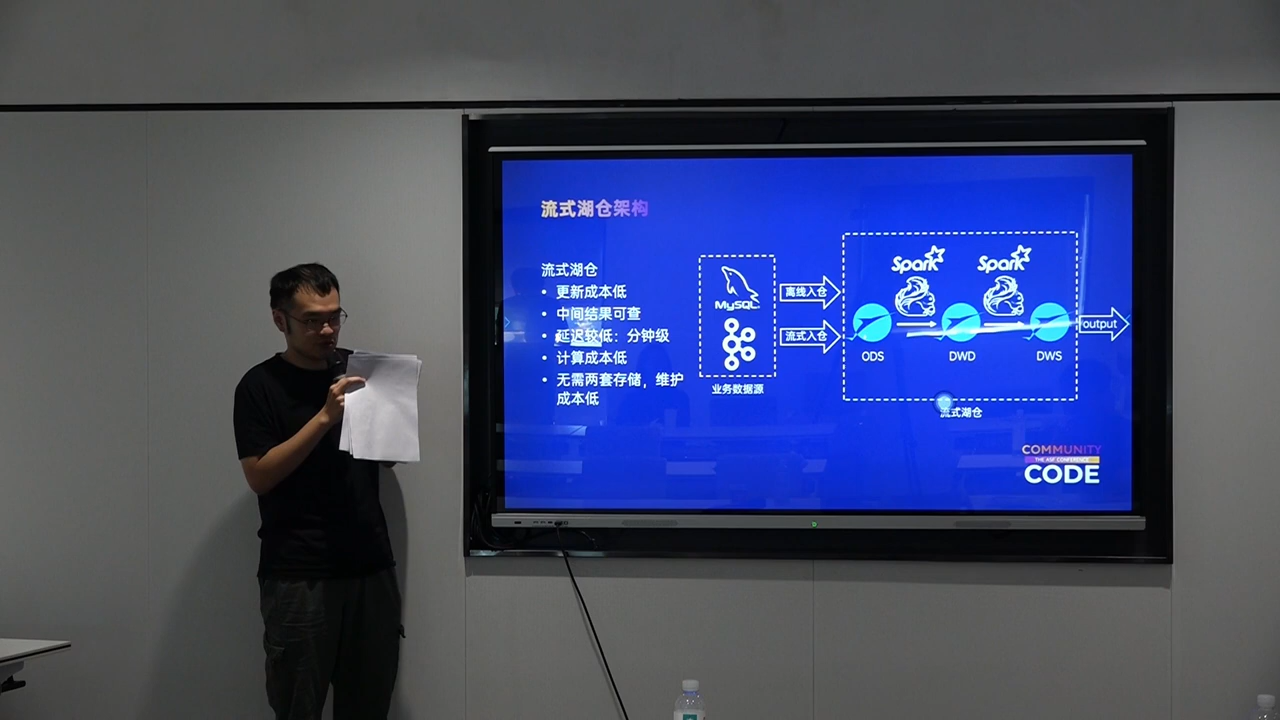 流式湖仓架构
流式湖仓
• 更新成本低
• 中间结果可查
• 延迟较低：分钟级
• 计算成本低
• 无需两套存储，维护
成本低
MySQL
业务数据源
离线入仓
流式入仓
Spark
Spark
ODS
DWD
DWS
output
流式湖仓
COMMUNITY
THE ASF CONFERENCE
CODE